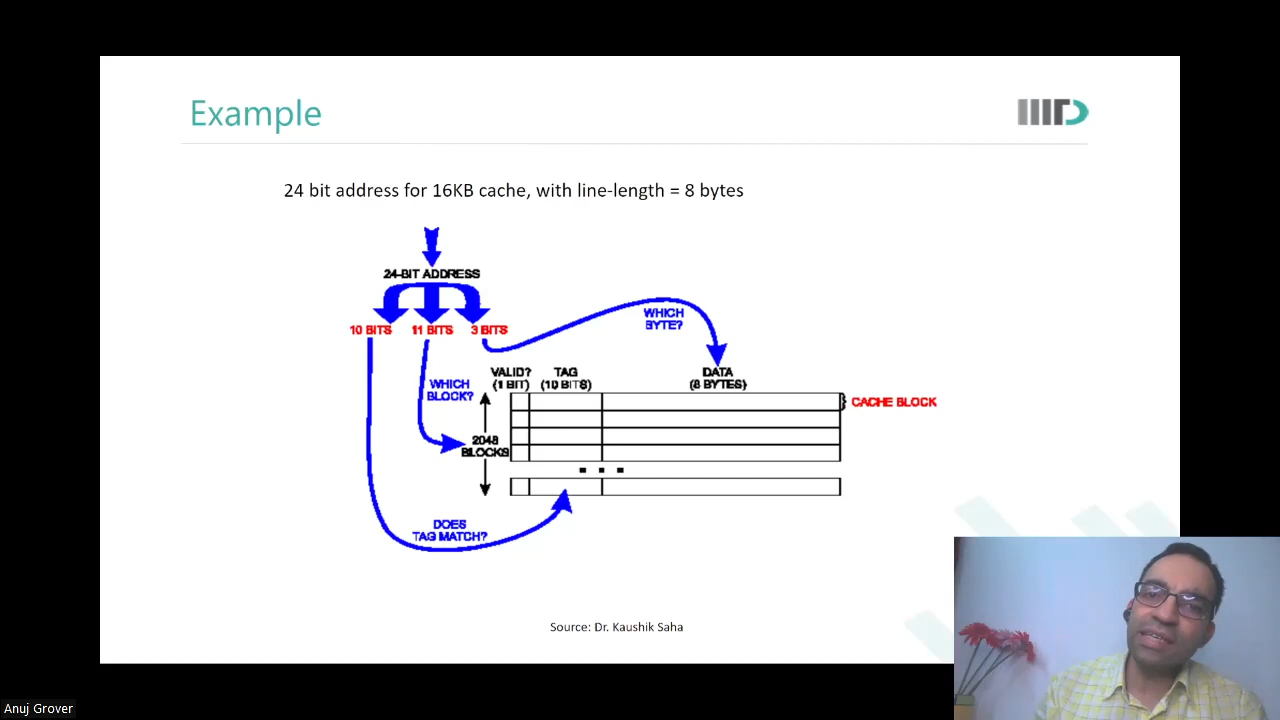 Example
IIITD
24 bit address for 16KB cache, with line-length = 8 bytes
24-BIT ADDRESS
10 BITS 11 BITS 3 BITS
WHICH
BYTE?
WHICH
BLOCK?
VALID?
(1 BIT)
TAG
(10 BITS)
DATA
(8 BYTES)
CACHE BLOCK
2048
BLOCKS
DOES
TAG MATCH?
Source: Dr. Kaushik Saha
Anuj Grover